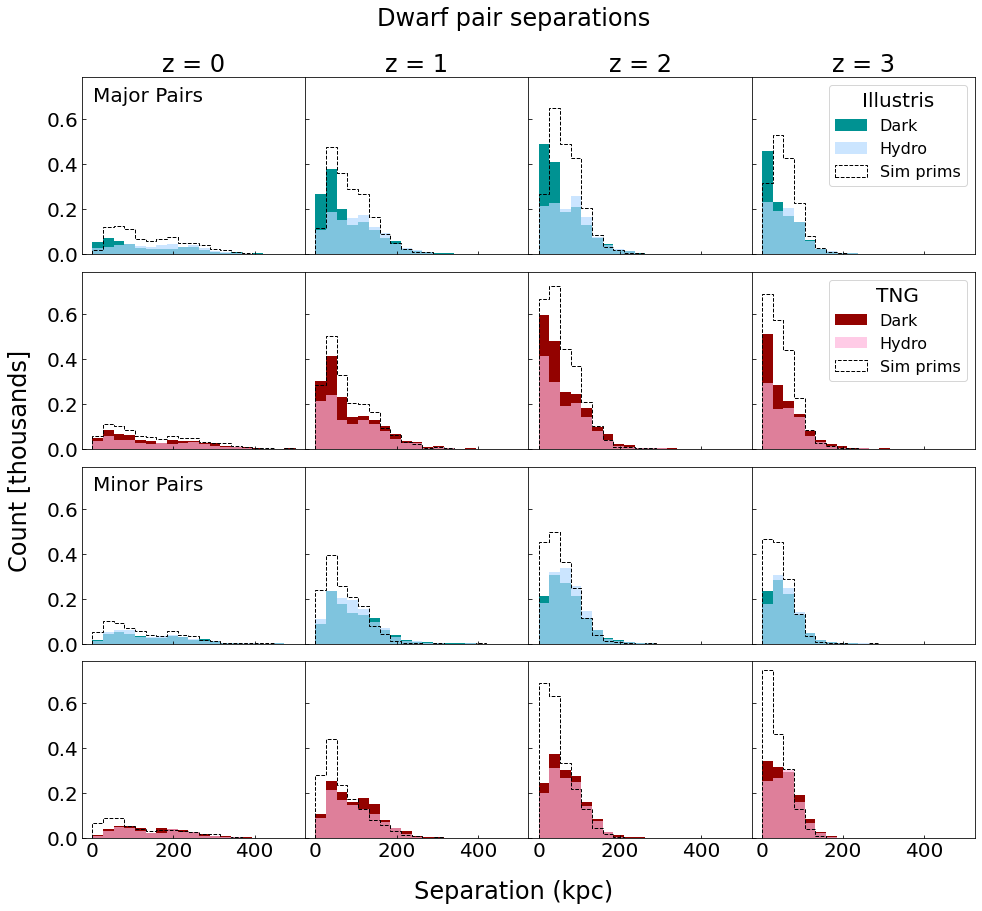 Dwarf pair separations
z = 0 z = 1 z = 2 z = 3
Major Pairs
Illustris
Dark
Hydro
Sim prims
0.6
0.4
0.2
0.0
TNG
Dark
Hydro
Sim prims
0.6
0.4
0.2
0.0
Count [thousands]
Minor Pairs
0.6
0.4
0.2
0.0
0.6
0.4
0.2
0.0
0 200 400 0 200 400 0 200 400 0 200 400
Separation (kpc)